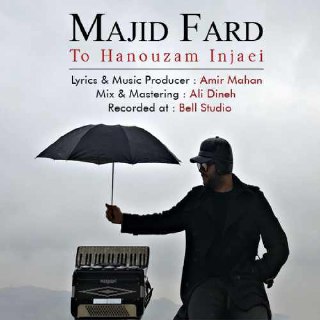 MAJID FARD
To Hanouzam Injaei
Lyrics & Music Producer : Amir Mahan
Mix & Mastering : Ali Dineh
Recorded at : Bell Studio